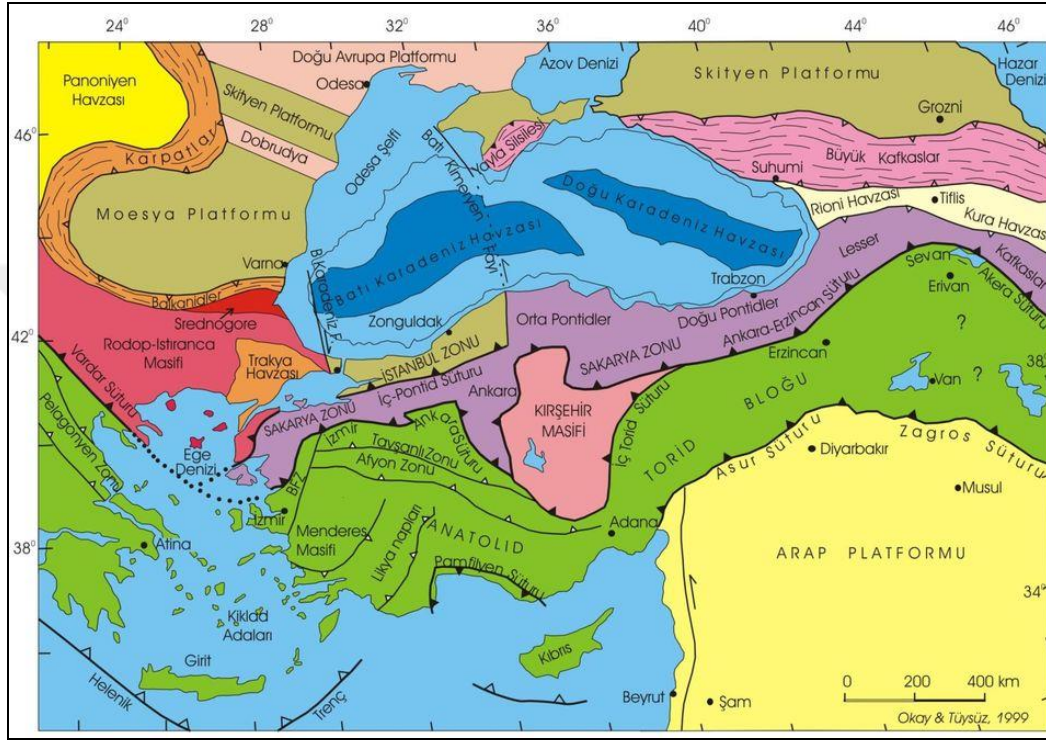 24° 28° 32° 36° 40° 44° 46°
Panoniyen
Havzası
Doğu Avrupa Platformu
Odesa
Azov Denizi
Skityen Platformu
Hazar
Denizi
Grozni
Skityen Platformu
46°
Dobrudya
Karpatlar
Odesa Şelfi
Batı Kırmeyen Fayı
Yayla Silsilesi
Büyük Kafkaslar
Suhumi
Rioni Havzası
Tiflis
Kura Havzası
Moesya Platformu
Doğu Karadeniz Havzası
Batı Karadeniz Havzası
B.Karadeniz F.
Varna
Lesser
Kafkaslar
Sevan
Akera Süturu
Erivan
Trabzon
Balkanidler
Srednogore
Zonguldak
Orta Pontidler
Doğu Pontidler
42°
Rodop-Istıranca
Masifi
Trakya
Havzası
İSTANBUL ZONU
SAKARYA ZONU
Ankara-Erzincan Süturu
Erzincan
?
38°
Vardar Süturu
İç-Pontid Süturu
Ankara
SAKARYA ZONU
KIRŞEHİR
MASİFİ
BLOĞU
Van
?
Pelagonyen Zonu
Ege
Denizi
İzmir
Ankara Süturu
Tavşanlı Zonu
Afyon Zonu
İç Torid Süturu
TORİD
Asur Süturu
Zagros Süturu
Diyarbakır
BFZ
İzmir
Musul
38°
Atina
Menderes
Masifi
Likya napları
ANATOLİD
Adana
ARAP PLATFORMU
Pamfilyen Süturu
34°
Kiklad
Adaları
Girit
Kıbrıs
Helenik
Trenç
Beyrut
Şam
0 200 400 km
Okay & Tüysüz, 1999